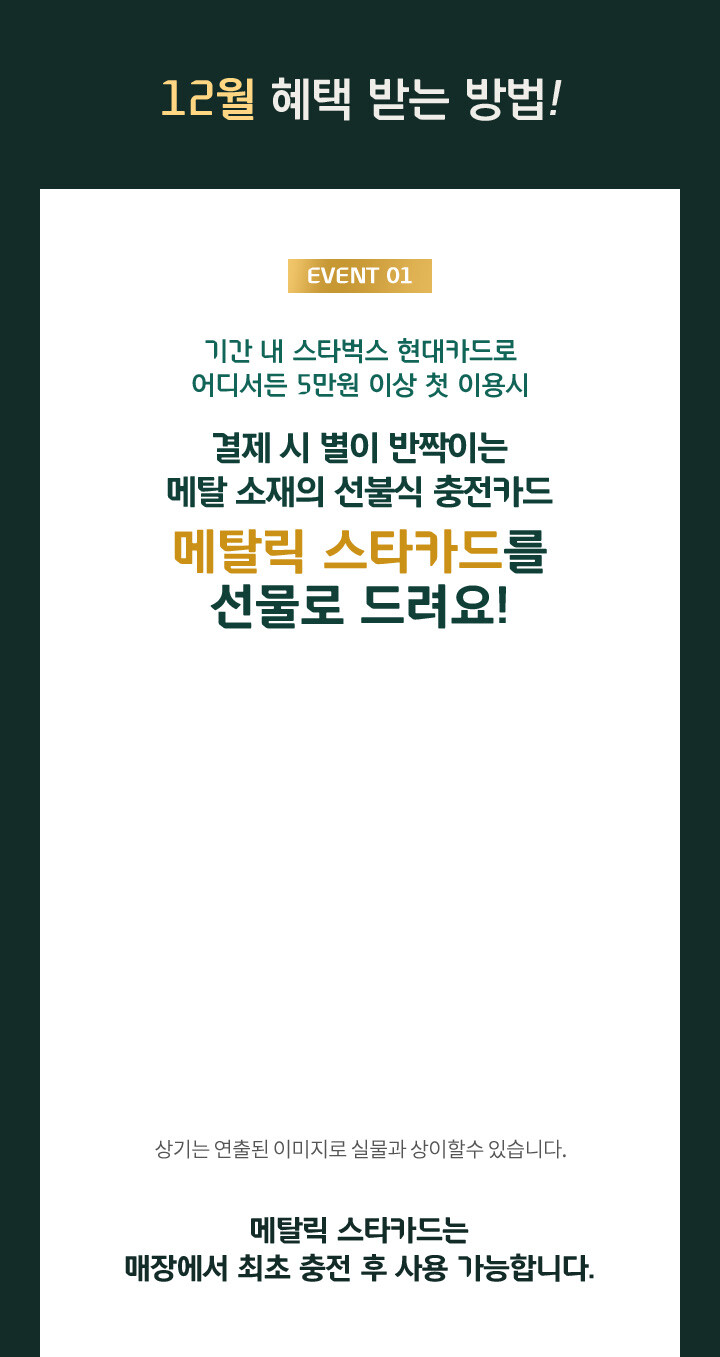 12월 혜택 받는 방법!
EVENT 01
기간 내 스타벅스 현대카드로
어디서든 5만원 이상 첫 이용시
결제 시 별이 반짝이는
메탈 소재의 선불식 충전카드
메탈릭 스타카드를
선물로 드려요!
상기는 연출된 이미지로 실물과 상이할수 있습니다.
메탈릭 스타카드는
매장에서 최초 충전 후 사용 가능합니다.